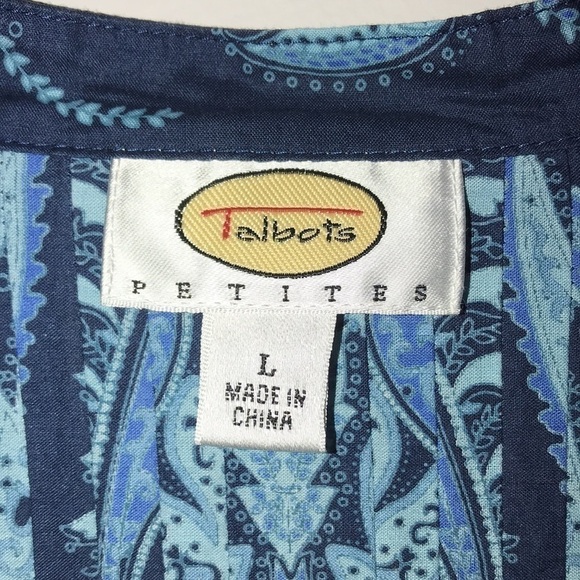 Talbots
PETITES
L
MADE IN
CHINA